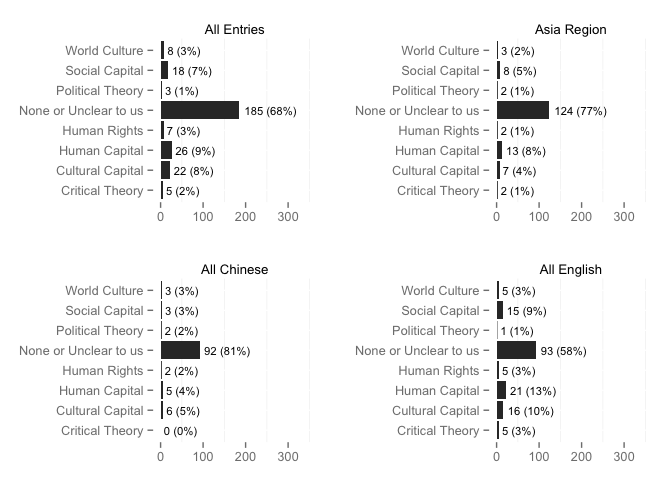 All Entries
World Culture 8 (3%)
Social Capital 18 (7%)
Political Theory 3 (1%)
None or Unclear to us 185 (68%)
Human Rights 7 (3%)
Human Capital 26 (9%)
Cultural Capital 22 (8%)
Critical Theory 5 (2%)
0 100 200 300
Asia Region
World Culture 3 (2%)
Social Capital 8 (5%)
Political Theory 2 (1%)
None or Unclear to us 124 (77%)
Human Rights 2 (1%)
Human Capital 13 (8%)
Cultural Capital 7 (4%)
Critical Theory 2 (1%)
0 100 200 300
All Chinese
World Culture 3 (3%)
Social Capital 3 (3%)
Political Theory 2 (2%)
None or Unclear to us 92 (81%)
Human Rights 2 (2%)
Human Capital 5 (4%)
Cultural Capital 6 (5%)
Critical Theory 0 (0%)
0 100 200 300
All English
World Culture 5 (3%)
Social Capital 15 (9%)
Political Theory 1 (1%)
None or Unclear to us 93 (58%)
Human Rights 5 (3%)
Human Capital 21 (13%)
Cultural Capital 16 (10%)
Critical Theory 5 (3%)
0 100 200 300